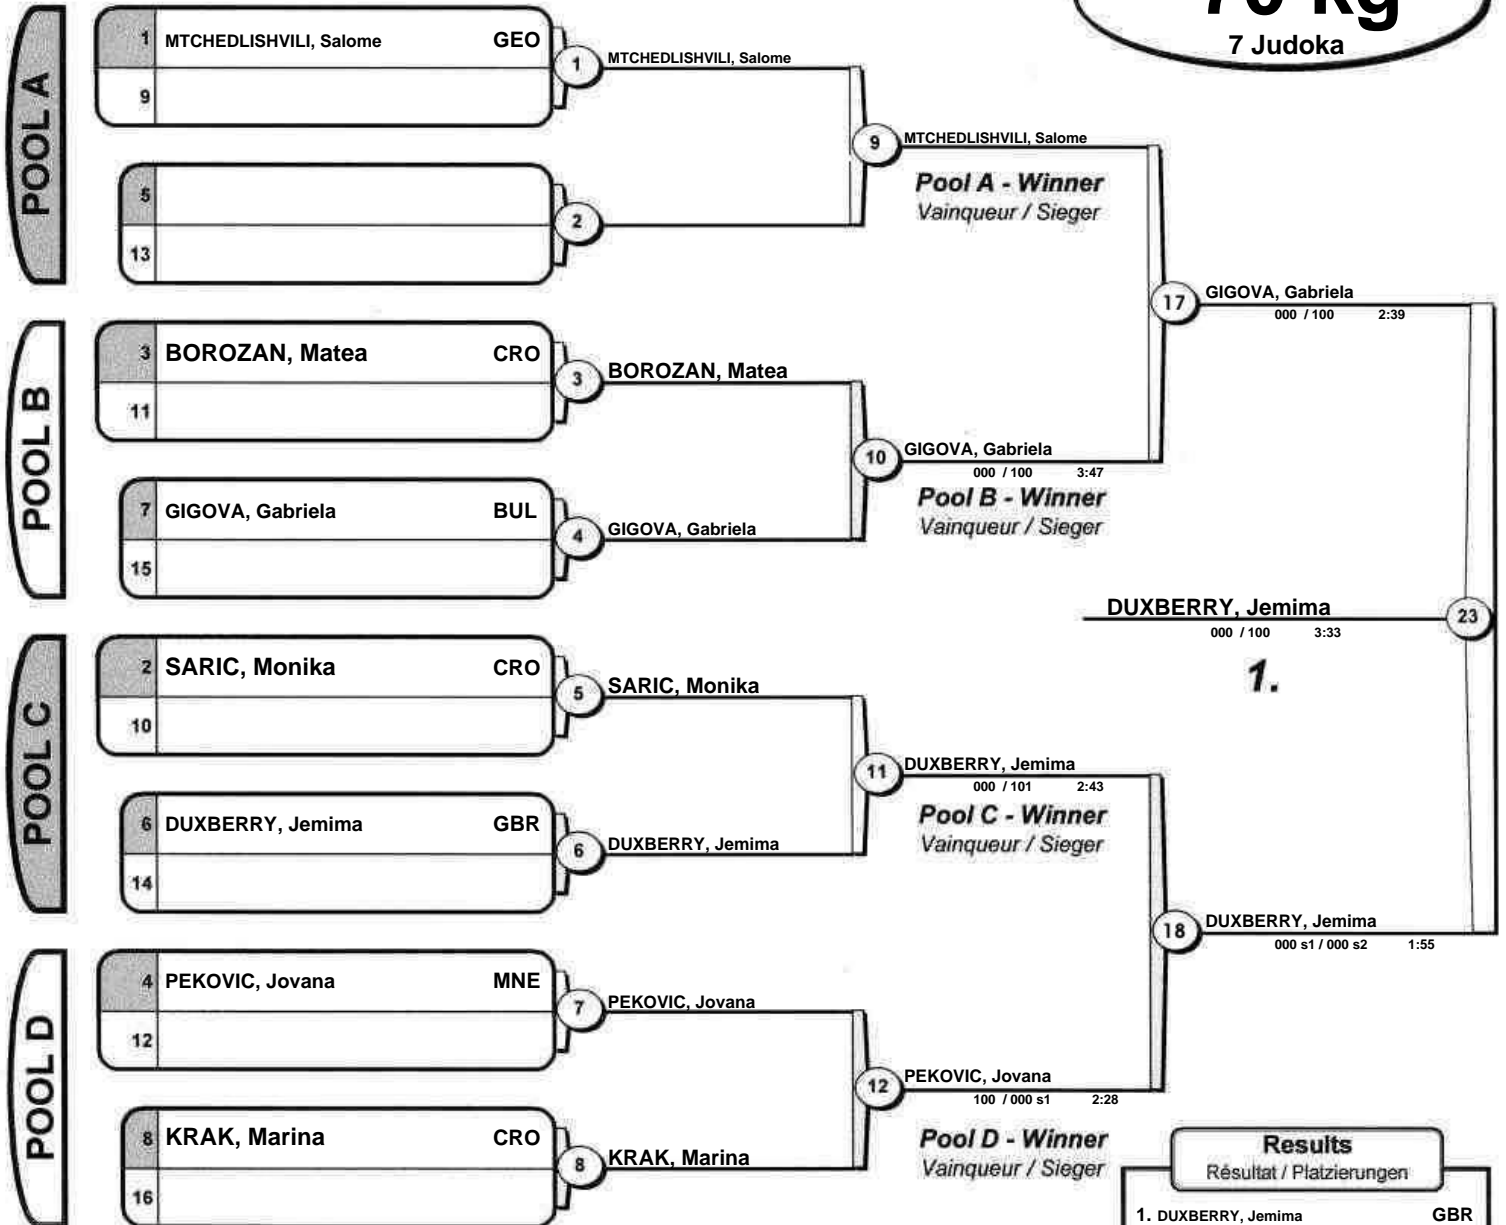 7 Judoka
POOL A
1 MTCHEDLISHVILI, Salome GEO
9
1 MTCHEDLISHVILI, Salome
5
13
2
9 MTCHEDLISHVILI, Salome
Pool A - Winner
Vainqueur / Sieger
POOL B
3 BOROZAN, Matea CRO
11
3 BOROZAN, Matea
7 GIGOVA, Gabriela BUL
15
4 GIGOVA, Gabriela
10 GIGOVA, Gabriela
000 / 100 3:47
Pool B - Winner
Vainqueur / Sieger
17 GIGOVA, Gabriela
000 / 100 2:39
DUXBERRY, Jemima 23
000 / 100 3:33
1.
POOL C
2 SARIC, Monika CRO
10
5 SARIC, Monika
6 DUXBERRY, Jemima GBR
14
6 DUXBERRY, Jemima
11 DUXBERRY, Jemima
000 / 101 2:43
Pool C - Winner
Vainqueur / Sieger
18 DUXBERRY, Jemima
000 s1 / 000 s2 1:55
POOL D
4 PEKOVIC, Jovana MNE
12
7 PEKOVIC, Jovana
8 KRAK, Marina CRO
16
8 KRAK, Marina
12 PEKOVIC, Jovana
100 / 000 s1 2:28
Pool D - Winner
Vainqueur / Sieger
Results
Résultat / Platzierungen
1. DUXBERRY, Jemima GBR